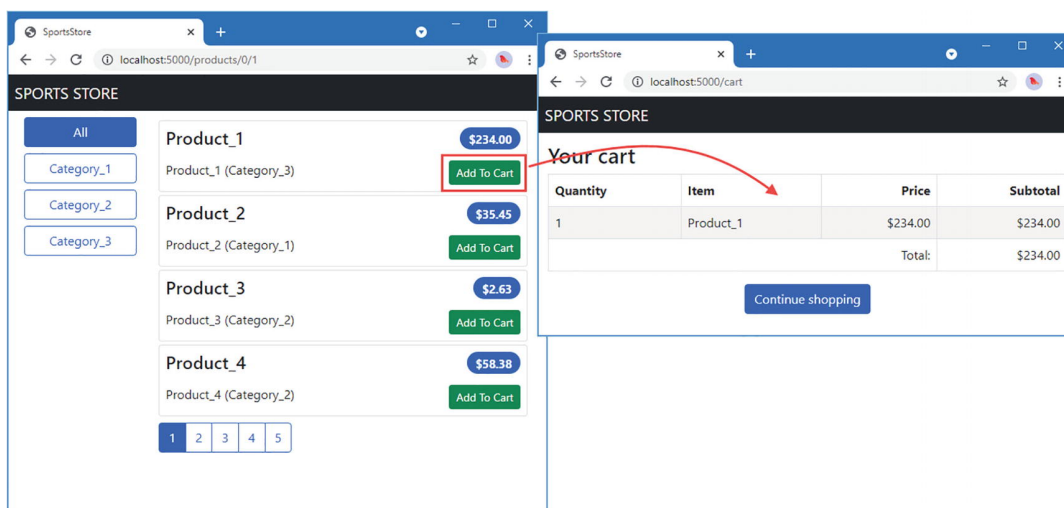 SportsStore
localhost:5000/products/0/1
SPORTS STORE
All
Category_1
Category_2
Category_3
Product_1
$234.00
Product_1 (Category_3)
Add To Cart
Product_2
$35.45
Product_2 (Category_1)
Add To Cart
Product_3
$2.63
Product_3 (Category_2)
Add To Cart
Product_4
$58.38
Product_4 (Category_2)
Add To Cart
1 2 3 4 5
SportsStore
localhost:5000/cart
SPORTS STORE
Your cart
Quantity Item Price Subtotal
1 Product_1 $234.00 $234.00
Total: $234.00
Continue shopping